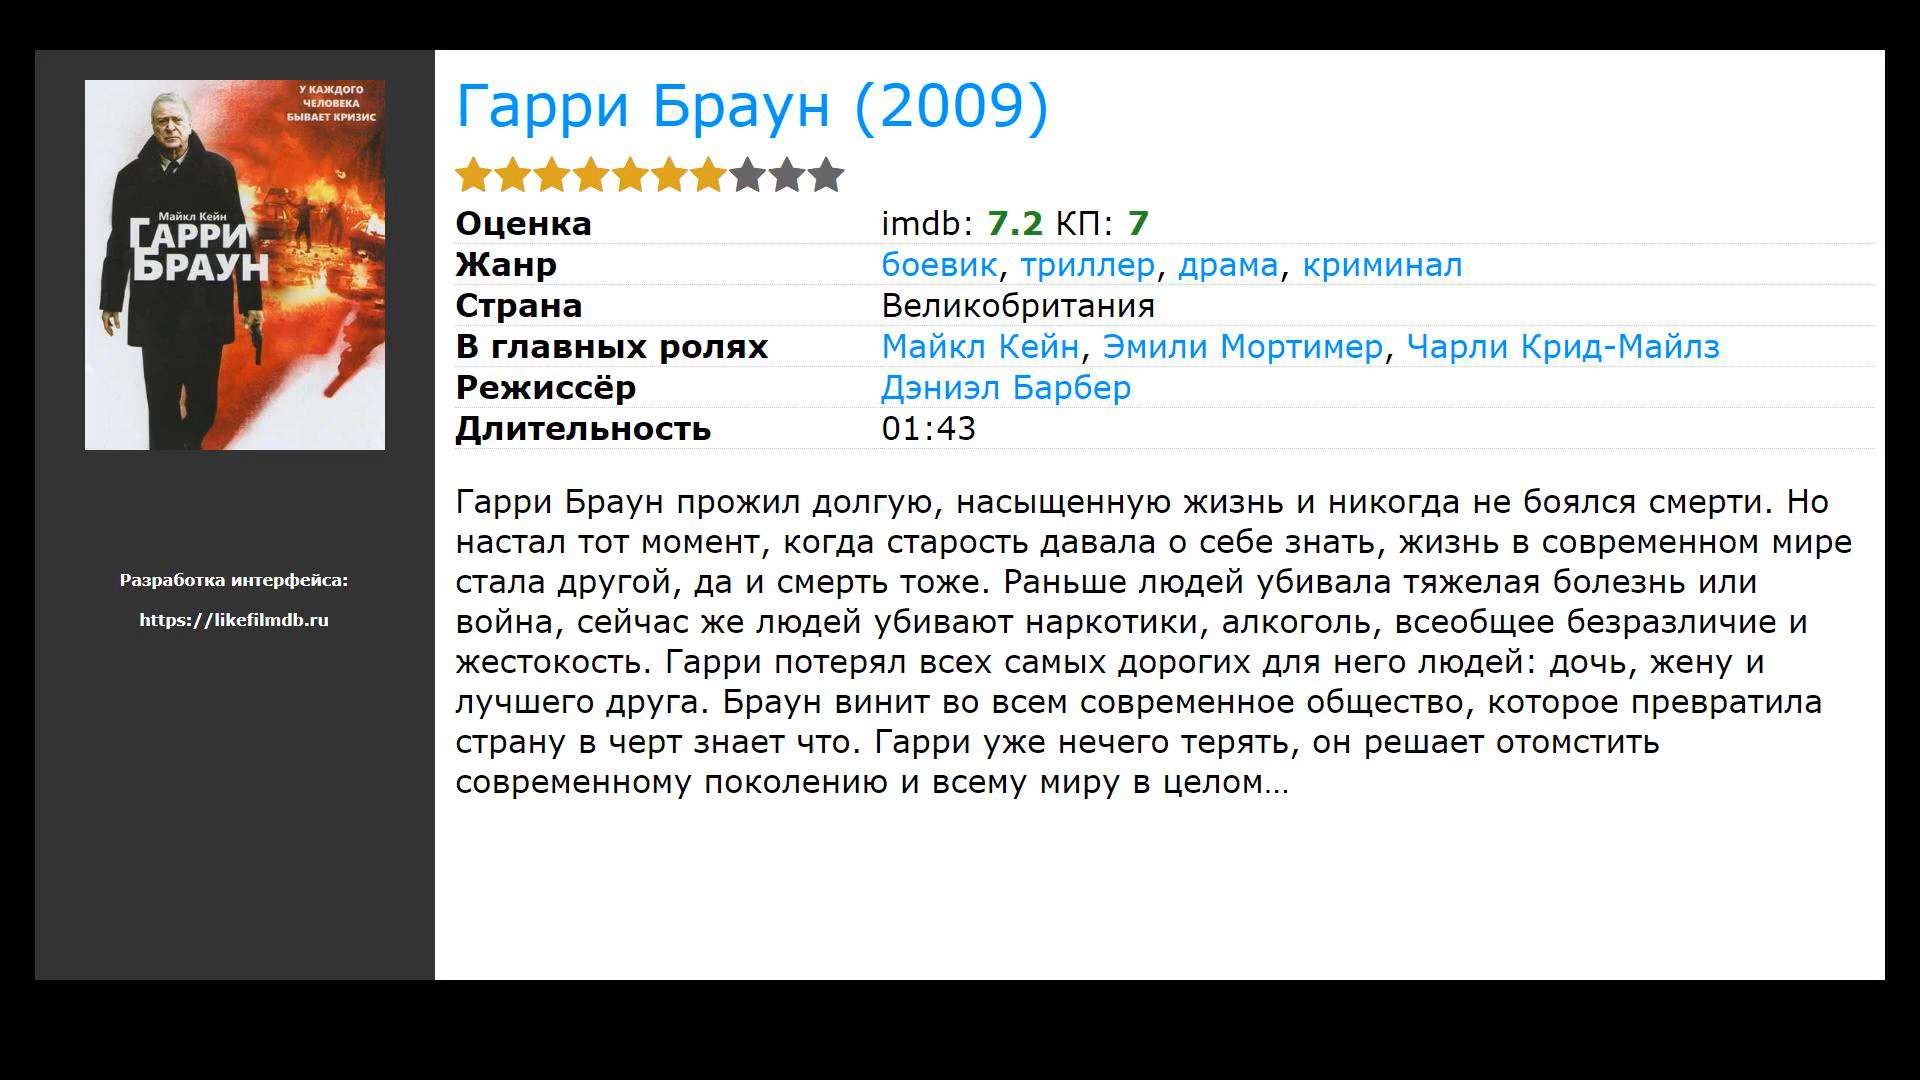 У КАЖДОГО
ЧЕЛОВЕКА
БЫВАЕТ КРИЗИС
Майкл Кейн
ГАРРИ
БРАУН
Разработка интерфейса:
https://likefilmdb.ru
Гарри Браун (2009)
Оценка imdb: 7.2 КП: 7
Жанр боевик, триллер, драма, криминал
Страна Великобритания
В главных ролях Майкл Кейн, Эмили Мортимер, Чарли Крид-Майлз
Режиссёр Дэниэл Барбер
Длительность 01:43
Гарри Браун прожил долгую, насыщенную жизнь и никогда не боялся смерти. Но
настал тот момент, когда старость давала о себе знать, жизнь в современном мире
стала другой, да и смерть тоже. Раньше людей убивала тяжелая болезнь или
война, сейчас же людей убивают наркотики, алкоголь, всеобщее безразличие и
жестокость. Гарри потерял всех самых дорогих для него людей: дочь, жену и
лучшего друга. Браун винит во всем современное общество, которое превратила
страну в черт знает что. Гарри уже нечего терять, он решает отомстить
современному поколению и всему миру в целом…